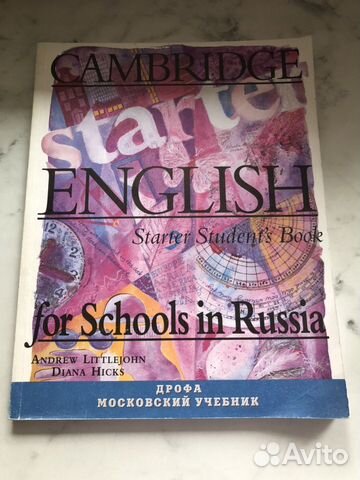 CAMBRIDGE
starter
ENGLISH
Starter Student's Book
for Schools in Russia
ANDREW LITTLEJOHN
DIANA HICKS
ДРОФА
МОСКОВСКИЙ УЧЕБНИК
Avito